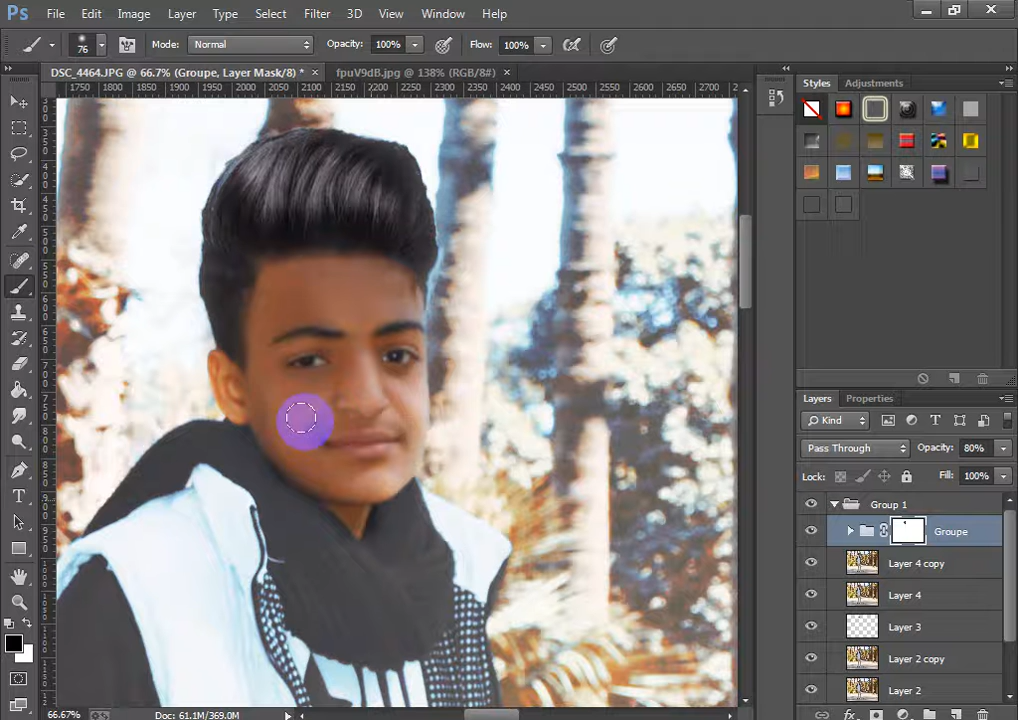 Ps File Edit Image Layer Type Select Filter 3D View Window Help
76 Mode: Normal Opacity: 100% Flow: 100%
DSC_4464.JPG @ 66.7% (Groupe, Layer Mask/8) * × fpuV9dB.jpg @ 138% (RGB/8#) ×
1750 1800 1850 1900 1950 2000 2050 2100 2150 2200 2250 2300 2350 2400 2450 2500 2550 2600 2650 2700
Styles Adjustments
Layers Properties
Kind
Pass Through Opacity: 80%
Lock: Fill: 100%
Group 1
Groupe
Layer 4 copy
Layer 4
Layer 3
Layer 2 copy
Layer 2
66.67% Doc: 61.1M/369.0M